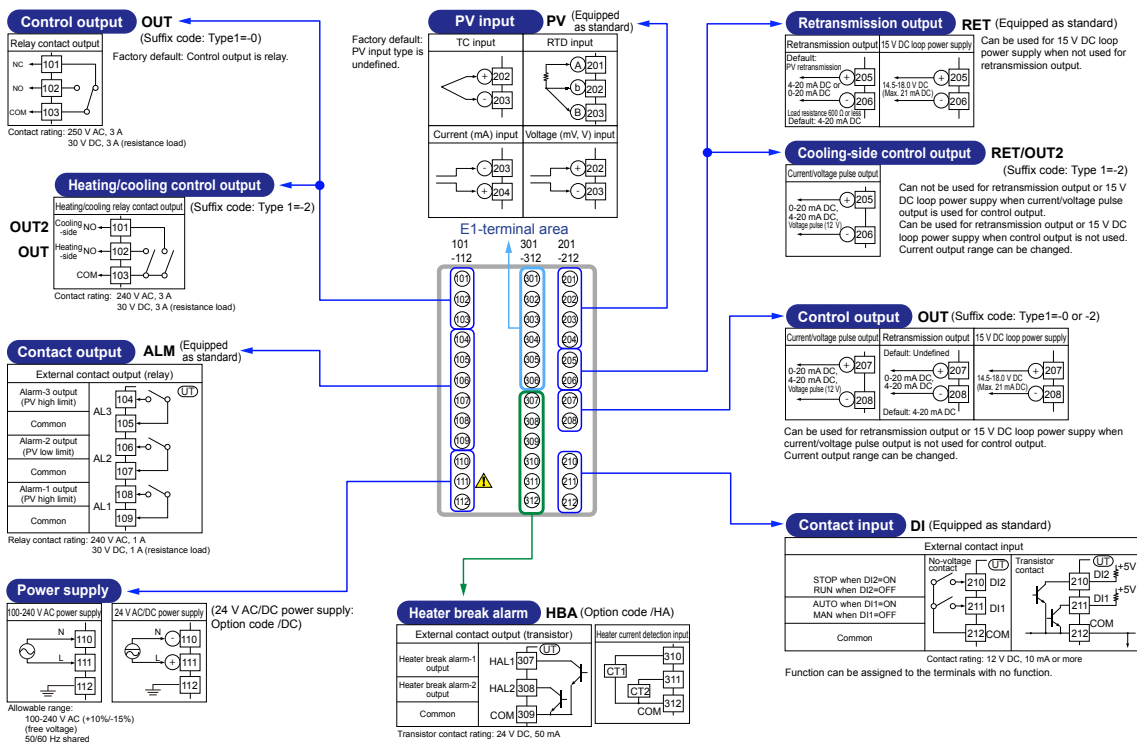 Control output OUT
(Suffix code: Type1=-0)
Relay contact output
NC 101
NO 102
COM 103
Factory default: Control output is relay.
Contact rating: 250 V AC, 3 A
30 V DC, 3 A (resistance load)
Heating/cooling control output
(Suffix code: Type 1=-2)
Heating/cooling relay contact output
OUT2 Cooling -side NO 101
OUT Heating -side NO 102
COM 103
Contact rating: 240 V AC, 3 A
30 V DC, 3 A (resistance load)
Contact output ALM (Equipped as standard)
External contact output (relay)
UT
Alarm-3 output (PV high limit) 104
AL3
Common 105
Alarm-2 output (PV low limit) 106
AL2
Common 107
Alarm-1 output (PV high limit) 108
AL1
Common 109
Relay contact rating: 240 V AC, 1 A
30 V DC, 1 A (resistance load)
Power supply
100-240 V AC power supply
N 110
L 111
112
24 V AC/DC power supply
N - 110
L + 111
112
(24 V AC/DC power supply:
Option code /DC)
Allowable range:
100-240 V AC (+10%/-15%)
(free voltage)
50/60 Hz shared
PV input PV (Equipped as standard)
Factory default:
PV input type is
undefined.
TC input
+ 202
- 203
RTD input
A 201
b 202
B 203
Current (mA) input
- 203
+ 204
Voltage (mV, V) input
+ 202
- 203
E1-terminal area
101 -112
301 -312
201 -212
101 301 201
102 302 202
103 303 203
104 304 204
105 305 205
106 306 206
107 307 207
108 308 208
109 309
110 310 210
111 311 211
112 312 212
Heater break alarm HBA (Option code /HA)
External contact output (transistor)
UT
Heater break alarm-1 output HAL1 307
Heater break alarm-2 output HAL2 308
Common COM 309
Heater current detection input
310
CT1
311
CT2
312
COM
Transistor contact rating: 24 V DC, 50 mA
Retransmission output RET (Equipped as standard)
Retransmission output
Default:
PV retransmission
4-20 mA DC or
0-20 mA DC
+ 205
- 206
Load resistance 600 Ω or less
Default: 4-20 mA DC
15 V DC loop power supply
14.5-18.0 V DC
(Max. 21 mA DC)
+ 205
- 206
Can be used for 15 V DC loop
power supply when not used for
retransmission output.
Cooling-side control output RET/OUT2
(Suffix code: Type 1=-2)
Current/voltage pulse output
0-20 mA DC,
4-20 mA DC,
Voltage pulse (12 V)
+ 205
- 206
Can not be used for retransmission output or 15 V
DC loop power supply when current/voltage pulse
output is used for control output.
Can be used for retransmission output or 15 V DC
loop power suppy when control output is not used.
Current output range can be changed.
Control output OUT (Suffix code: Type1=-0 or -2)
Current/voltage pulse output
0-20 mA DC,
4-20 mA DC,
Voltage pulse (12 V)
+ 207
- 208
Retransmission output
Default: Undefined
0-20 mA DC,
4-20 mA DC
+ 207
- 208
Default: 4-20 mA DC
15 V DC loop power supply
14.5-18.0 V DC
(Max. 21 mA DC)
+ 207
- 208
Can be used for retransmission output or 15 V DC loop power suppy when
current/voltage pulse output is not used for control output.
Current output range can be changed.
Contact input DI (Equipped as standard)
External contact input
No-voltage contact
UT
Transistor contact
UT
STOP when DI2=ON
RUN when DI2=OFF
210 DI2
210 DI2 +5V
AUTO when DI1=ON
MAN when DI1=OFF
211 DI1
211 DI1 +5V
Common
212 COM
212 COM
Contact rating: 12 V DC, 10 mA or more
Function can be assigned to the terminals with no function.